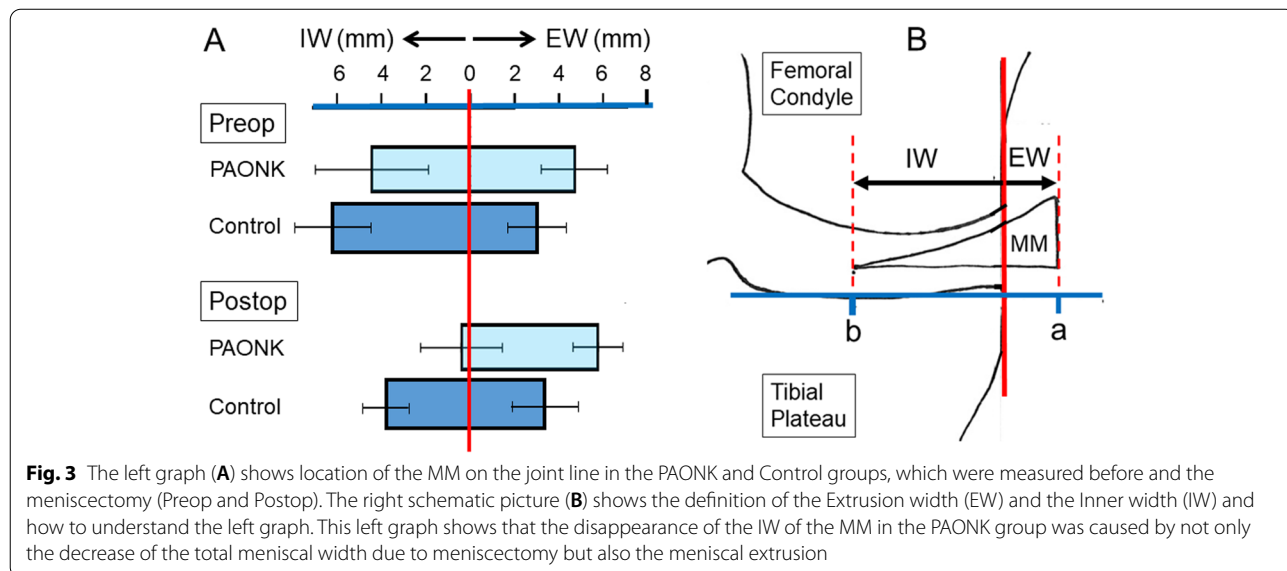 A
IW (mm) EW (mm)
6 4 2 0 2 4 6 8
Preop
PAONK
Control
Postop
PAONK
Control
B
Femoral
Condyle
IW EW
MM
b a
Tibial
Plateau
Fig. 3 The left graph (A) shows location of the MM on the joint line in the PAONK and Control groups, which were measured before and the
meniscectomy (Preop and Postop). The right schematic picture (B) shows the definition of the Extrusion width (EW) and the Inner width (IW) and
how to understand the left graph. This left graph shows that the disappearance of the IW of the MM in the PAONK group was caused by not only
the decrease of the total meniscal width due to meniscectomy but also the meniscal extrusion